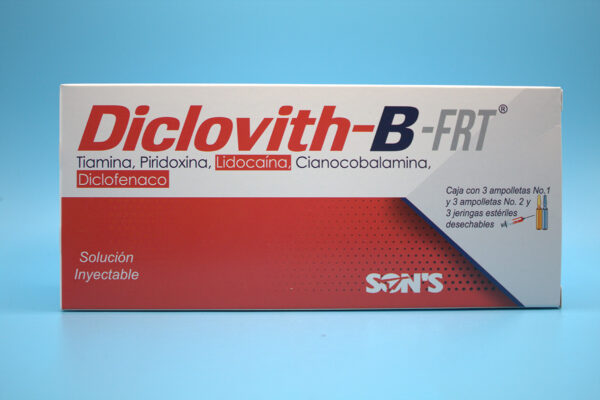 Diclovith-B-FRT®
Tiamina, Piridoxina, Lidocaína, Cianocobalamina,
Diclofenaco
Caja con 3 ampolletas No.1
y 3 ampolletas No. 2 y
3 jeringas estériles
desechables
Solución
Inyectable
SON'S